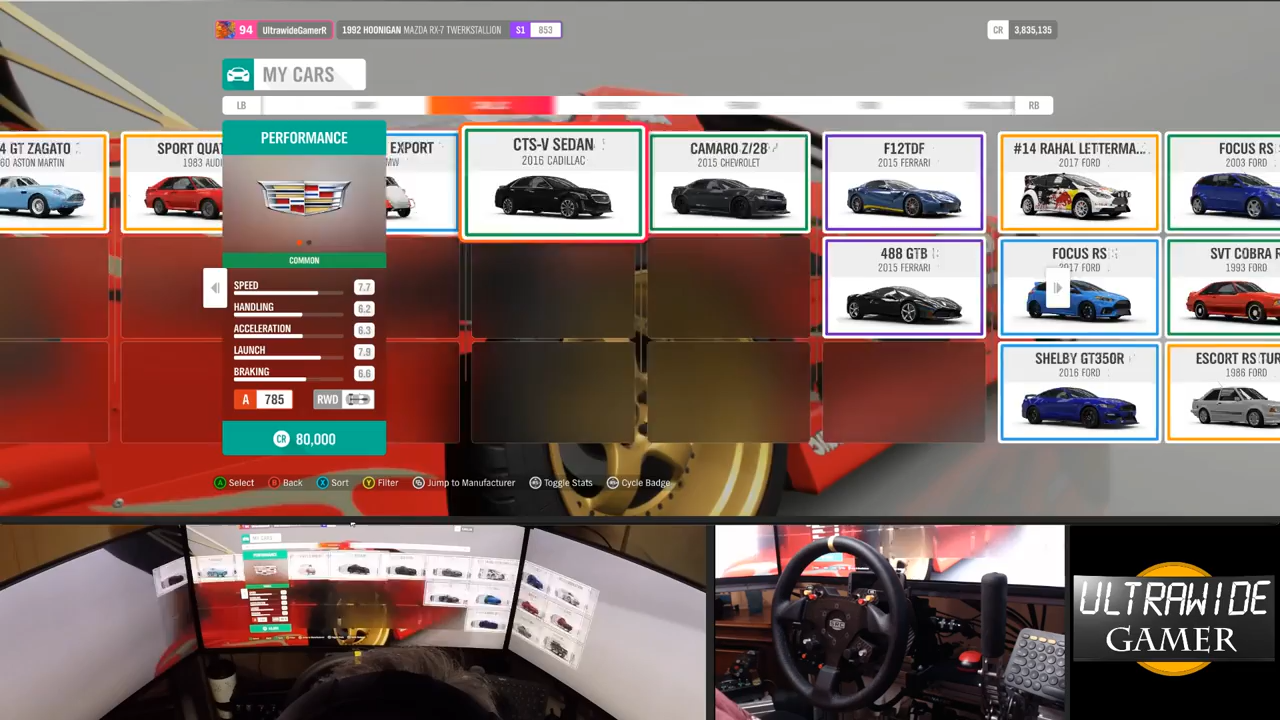 94 UltrawideGamerR 1992 HOONIGAN MAZDA RX-7 TWERKSTALLION S1 853
CR 3,835,135
MY CARS
LB
RB
4 GT ZAGATO
60 ASTON MARTIN
SPORT QUA
1983 AUDI
EXPORT
MW
CTS-V SEDAN
2016 CADILLAC
CAMARO Z/28
2015 CHEVROLET
F12TDF
2015 FERRARI
#14 RAHAL LETTERMA...
2017 FORD
FOCUS RS
2003 FORD
488 GTB
2015 FERRARI
FOCUS RS
2017 FORD
SVT COBRA R
1993 FORD
SHELBY GT350R
2016 FORD
ESCORT RS TUR
1986 FORD
PERFORMANCE
COMMON
SPEED 7.7
HANDLING 6.2
ACCELERATION 6.3
LAUNCH 7.9
BRAKING 6.6
A 785 RWD
CR 80,000
A Select B Back X Sort Y Filter Jump to Manufacturer Toggle Stats Cycle Badge
ULTRAWIDE
GAMER